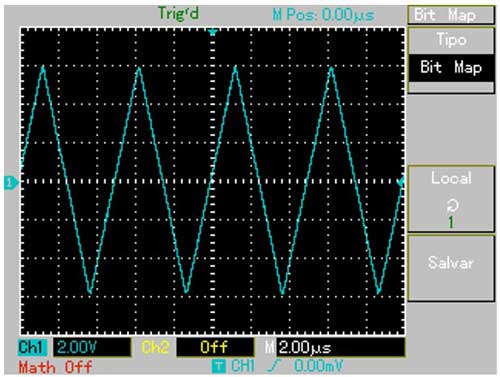 Trig'd M Pos: 0.00µs Bit Map
Tipo
Bit Map
1
Local
1
Salvar
Ch1 2.00V Ch2 Off M 2.00µs
Math Off T CH1 0.00mV